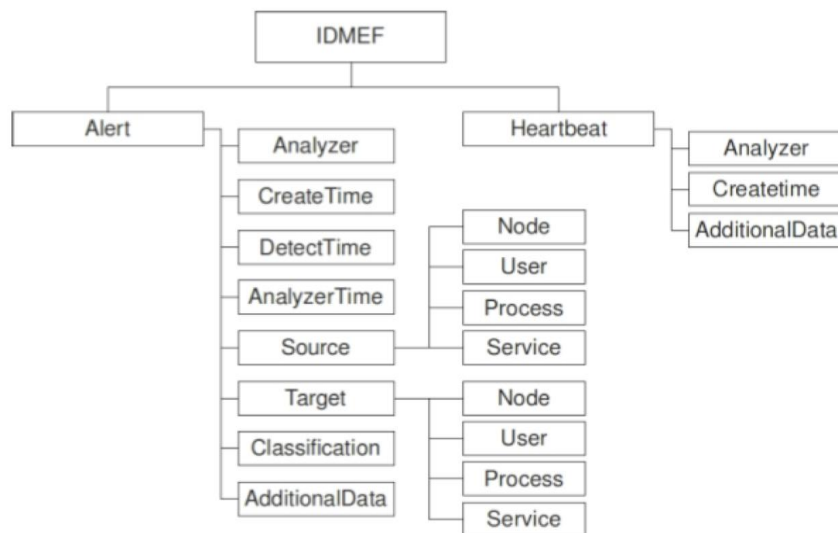 IDMEF
Alert
Heartbeat
Analyzer
CreateTime
DetectTime
AnalyzerTime
Source
Target
Classification
AdditionalData
Node
User
Process
Service
Node
User
Process
Service
Analyzer
Createtime
AdditionalData